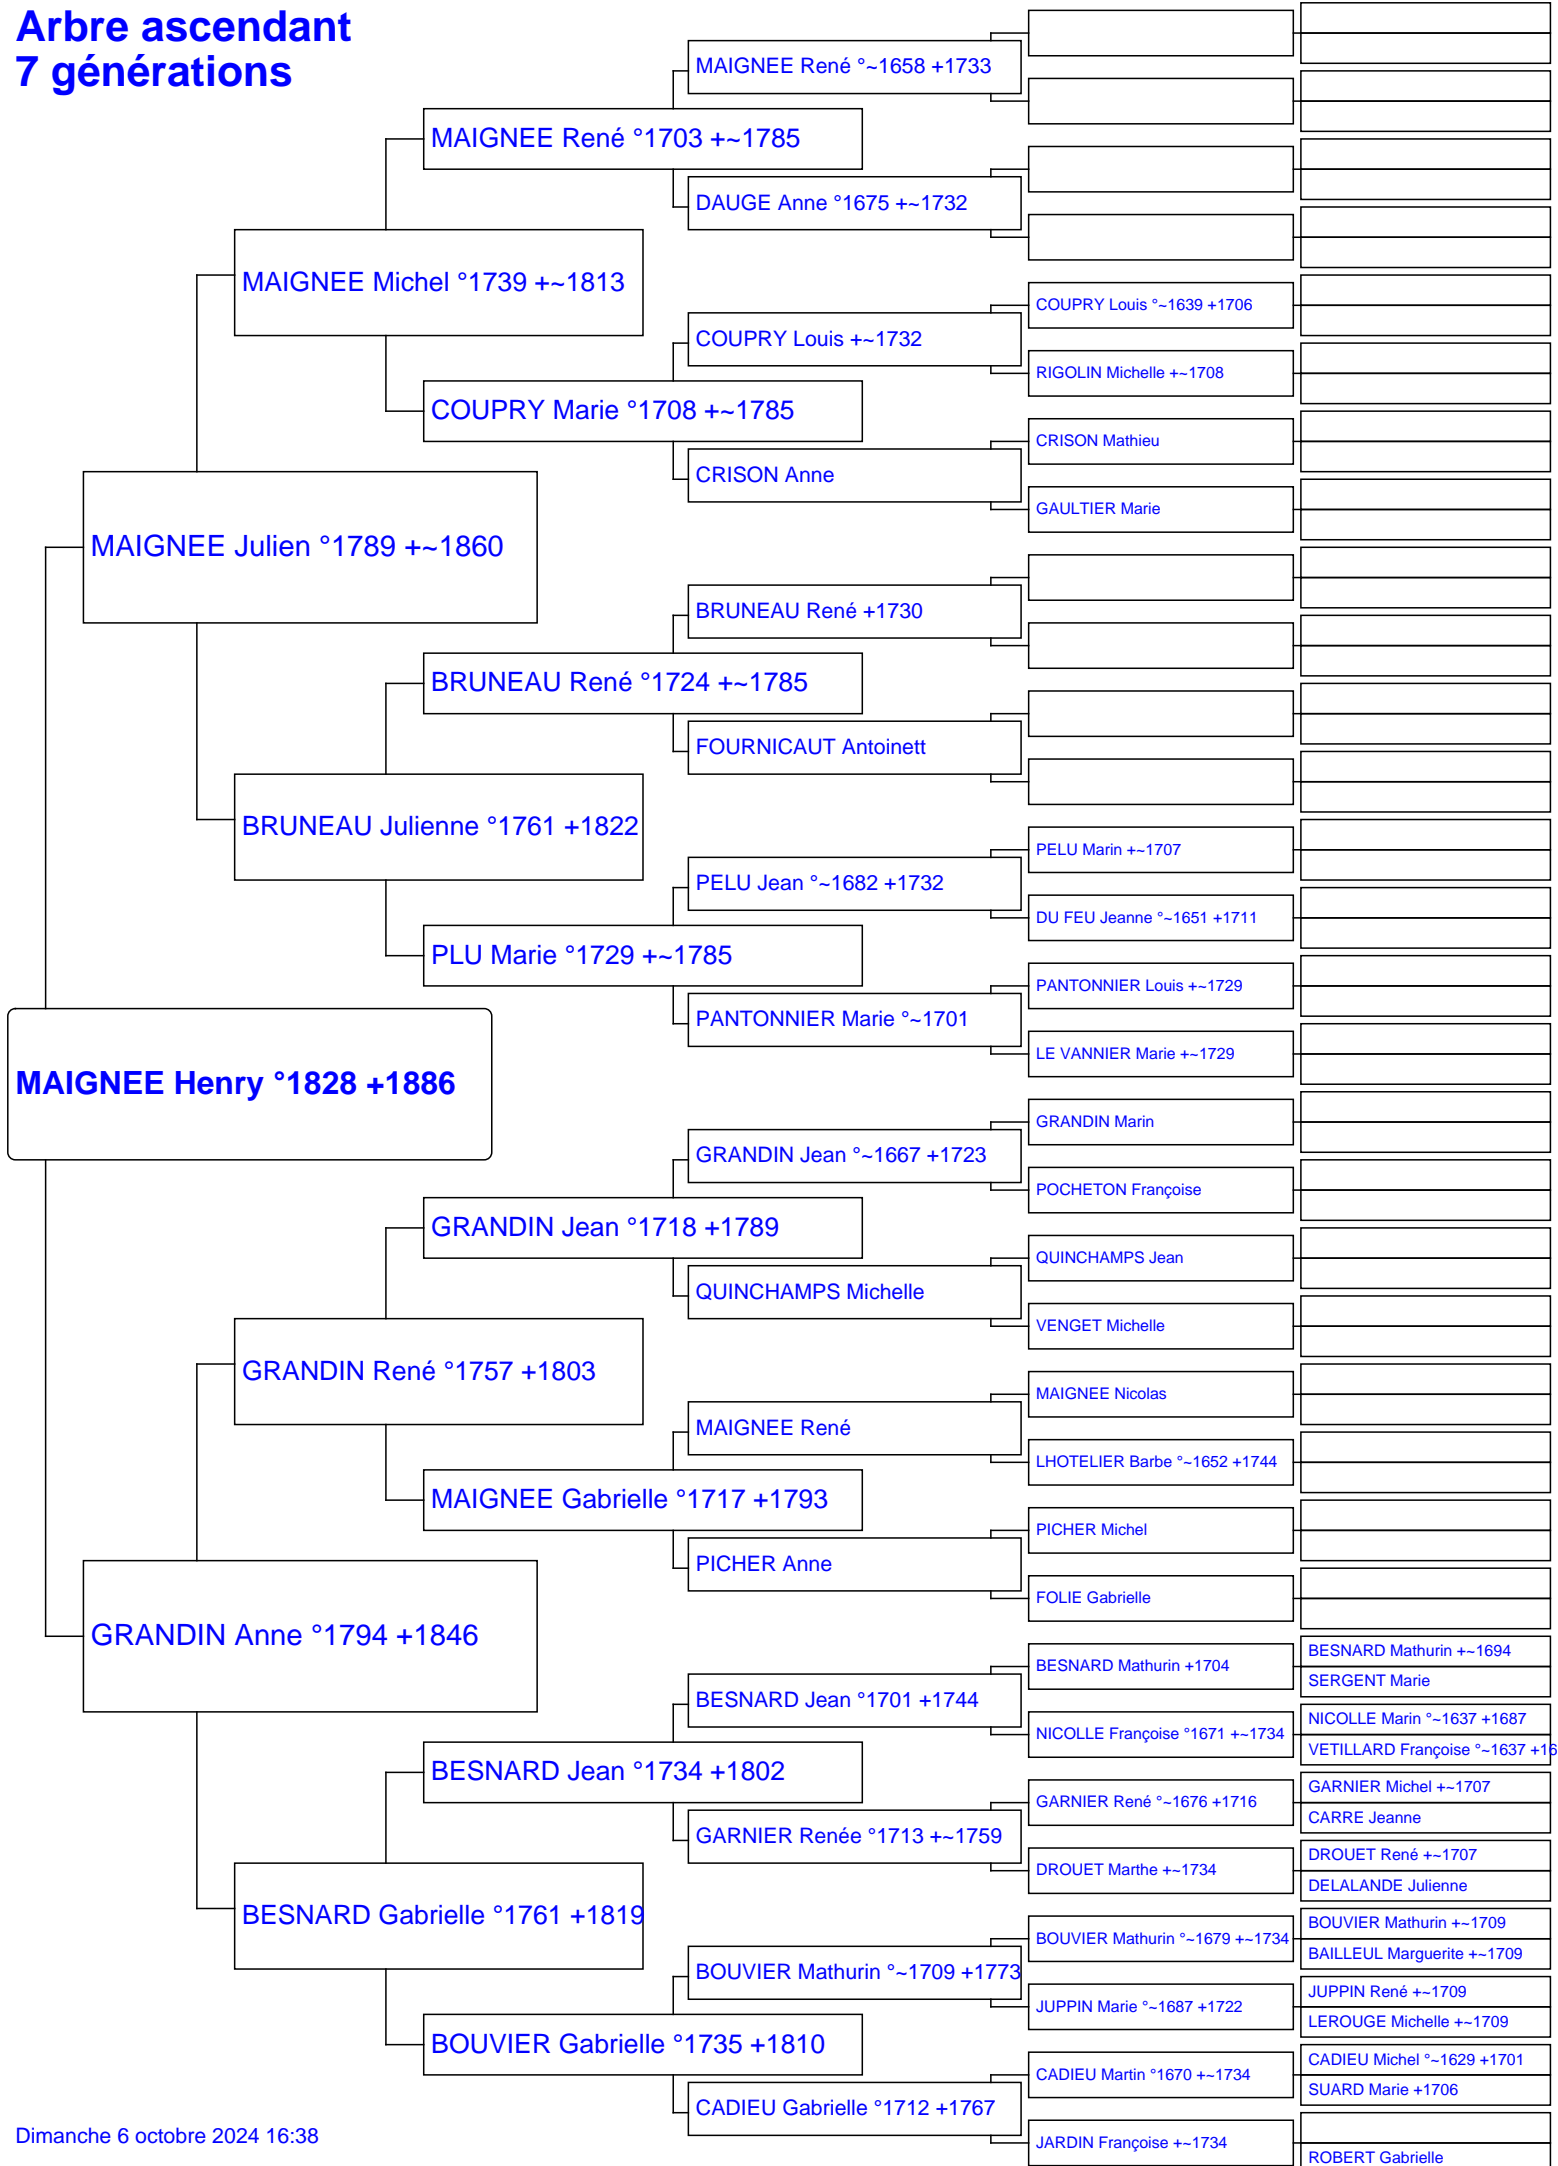 Arbre ascendant
7 générations
MAIGNEE Henry °1828 +1886
MAIGNEE Julien °1789 +~1860
GRANDIN Anne °1794 +1846
MAIGNEE Michel °1739 +~1813
BRUNEAU Julienne °1761 +1822
GRANDIN René °1757 +1803
BESNARD Gabrielle °1761 +1819
MAIGNEE René °1703 +~1785
COUPRY Marie °1708 +~1785
BRUNEAU René °1724 +~1785
PLU Marie °1729 +~1785
GRANDIN Jean °1718 +1789
MAIGNEE Gabrielle °1717 +1793
BESNARD Jean °1734 +1802
BOUVIER Gabrielle °1735 +1810
MAIGNEE René °~1658 +1733
DAUGE Anne °1675 +~1732
COUPRY Louis +~1732
CRISON Anne
BRUNEAU René +1730
FOURNICAUT Antoinett
PELU Jean °~1682 +1732
PANTONNIER Marie °~1701
GRANDIN Jean °~1667 +1723
QUINCHAMPS Michelle
MAIGNEE René
PICHER Anne
BESNARD Jean °1701 +1744
GARNIER Renée °1713 +~1759
BOUVIER Mathurin °~1709 +1773
CADIEU Gabrielle °1712 +1767
COUPRY Louis °~1639 +1706
RIGOLIN Michelle +~1708
CRISON Mathieu
GAULTIER Marie
PELU Marin +~1707
DU FEU Jeanne °~1651 +1711
PANTONNIER Louis +~1729
LE VANNIER Marie +~1729
GRANDIN Marin
POCHETON Françoise
QUINCHAMPS Jean
VENGET Michelle
MAIGNEE Nicolas
LHOTELIER Barbe °~1652 +1744
PICHER Michel
FOLIE Gabrielle
BESNARD Mathurin +1704
NICOLLE Françoise °1671 +~1734
GARNIER René °~1676 +1716
DROUET Marthe +~1734
BOUVIER Mathurin °~1679 +~1734
JUPPIN Marie °~1687 +1722
CADIEU Martin °1670 +~1734
JARDIN Françoise +~1734
BESNARD Mathurin +~1694
SERGENT Marie
NICOLLE Marin °~1637 +1687
VETILLARD Françoise °~1637 +16
GARNIER Michel +~1707
CARRE Jeanne
DROUET René +~1707
DELALANDE Julienne
BOUVIER Mathurin +~1709
BAILLEUL Marguerite +~1709
JUPPIN René +~1709
LEROUGE Michelle +~1709
CADIEU Michel °~1629 +1701
SUARD Marie +1706
ROBERT Gabrielle
Dimanche 6 octobre 2024 16:38